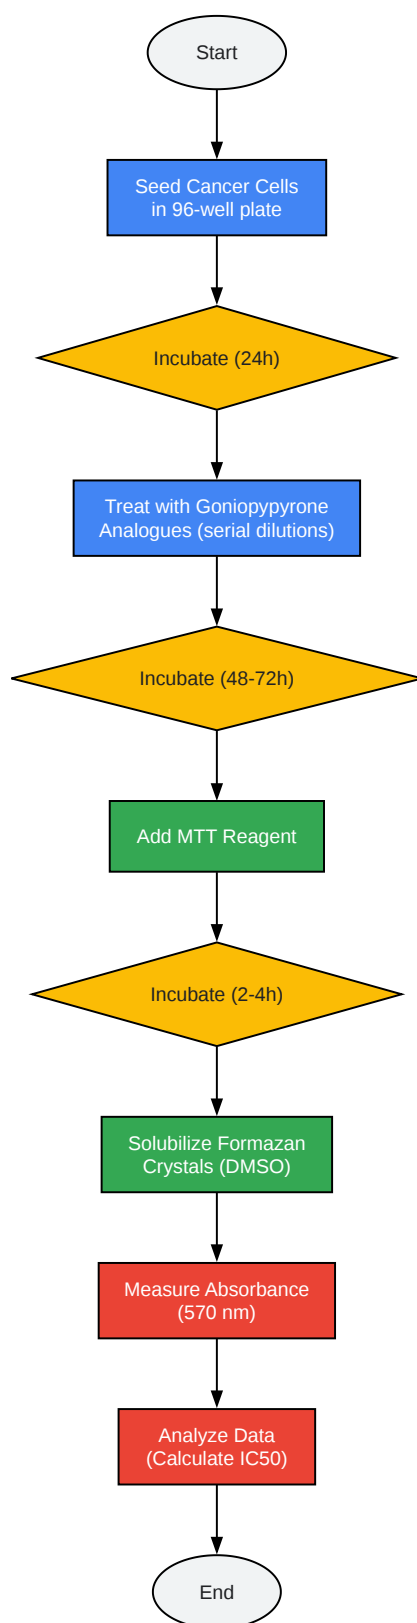 Start
Seed Cancer Cells
in 96-well plate
Incubate (24h)
Treat with Goniopypyrone
Analogues (serial dilutions)
Incubate (48-72h)
Add MTT Reagent
Incubate (2-4h)
Solubilize Formazan
Crystals (DMSO)
Measure Absorbance
(570 nm)
Analyze Data
(Calculate IC50)
End